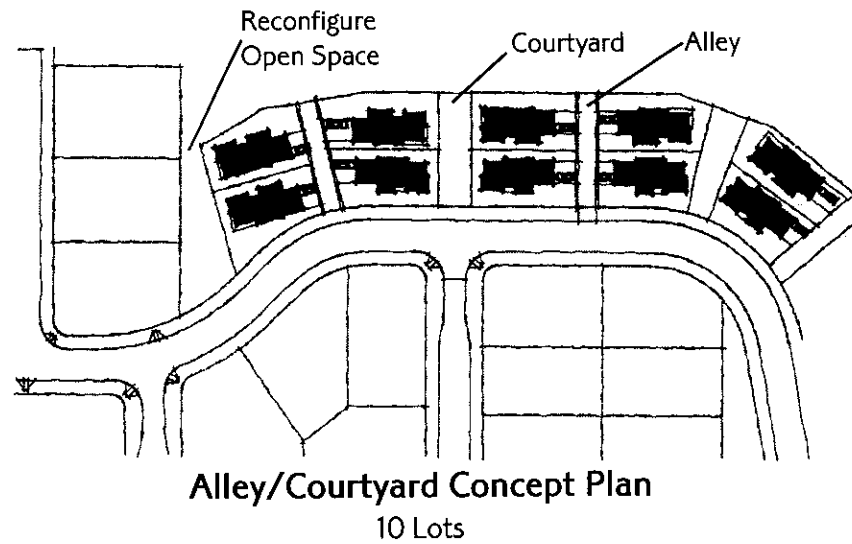 Reconfigure
Open Space
Courtyard
Alley
Alley/Courtyard Concept Plan
10 Lots